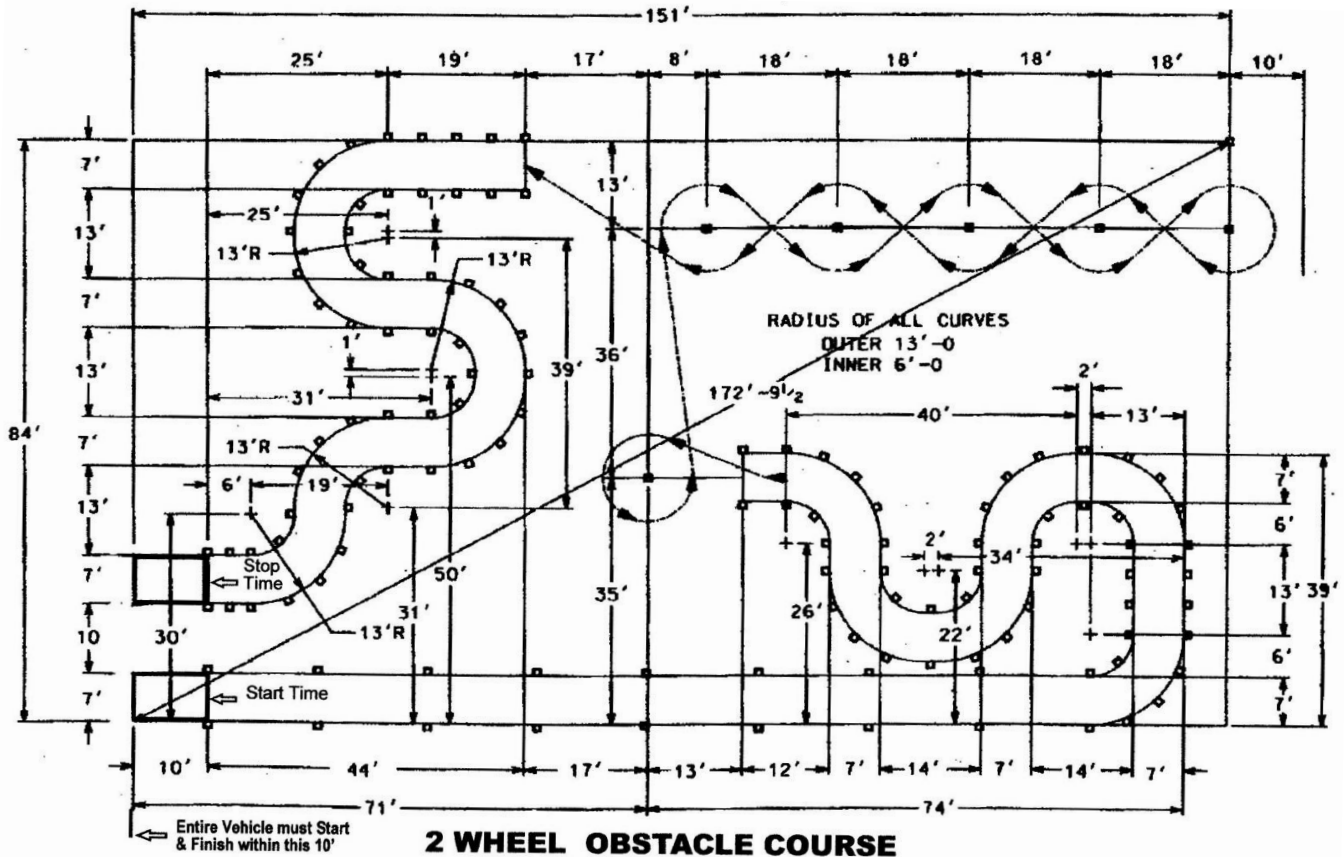 151'
25' 19' 17' 8' 18' 18' 18' 18' 10'
7'
13'
7'
13'
7'
13'
7'
10
7'
84'
25'
1'
13'R
13'R
13'
39'
36'
1'
31'
13'R
6' 19'
Stop
Time
30'
13'R
31'
50'
35'
Start Time
RADIUS OF ALL CURVES
OUTER 13'-0
INNER 6'-0
172'-9 1/2
2'
40' 13'
2' 34'
26' 22'
7'
6'
13'
6'
7'
39'
10' 44' 17' 13' 12' 7' 14' 7' 14' 7'
71' 74'
Entire Vehicle must Start
& Finish within this 10'
2 WHEEL OBSTACLE COURSE